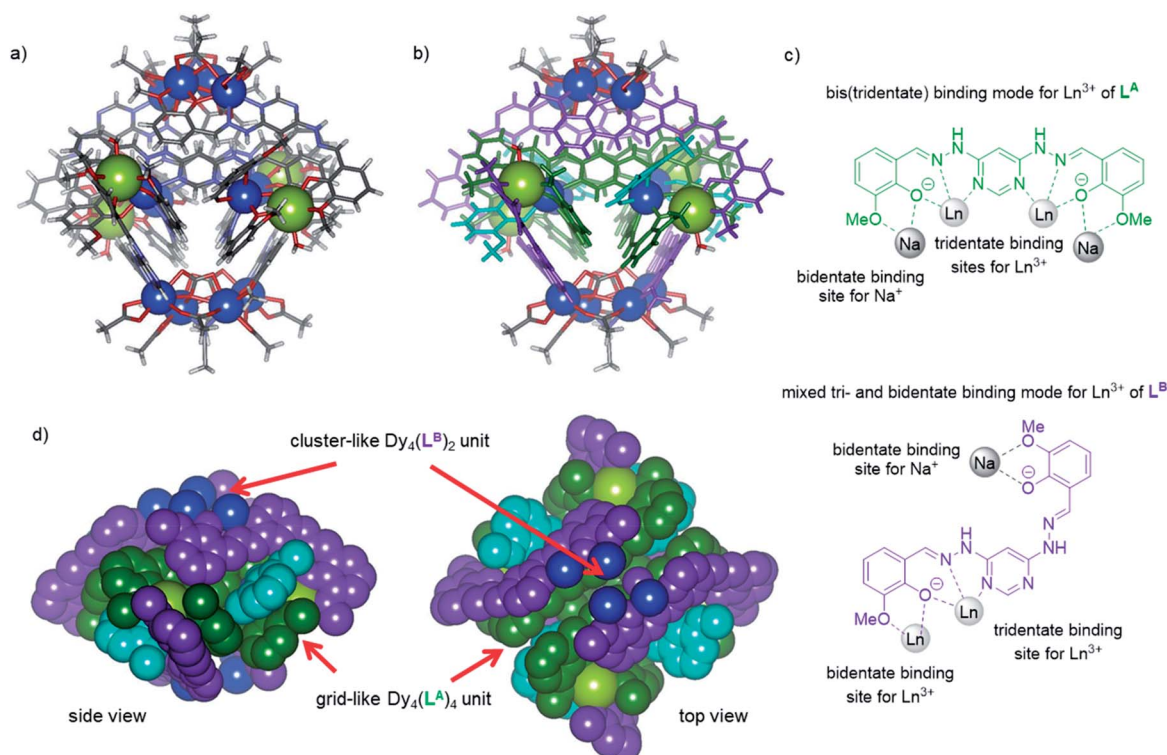 a)
b)
c)
bis(tridentate) binding mode for Ln³⁺ of Lᴬ
H
H
N
NH
HN
N
N
N
O⁻
O⁻
MeO
OMe
Ln
Ln
Na
Na
tridentate binding
sites for Ln³⁺
bidentate binding
site for Na⁺
mixed tri- and bidentate binding mode for Ln³⁺ of Lᴮ
Me
bidentate binding
site for Na⁺
O
Na
O⁻
N
H
N
N
NH
N
N
O⁻
Ln
MeO
Ln
tridentate binding
site for Ln³⁺
bidentate binding
site for Ln³⁺
d)
cluster-like Dy₄(Lᴮ)₂ unit
grid-like Dy₄(Lᴬ)₄ unit
side view
top view